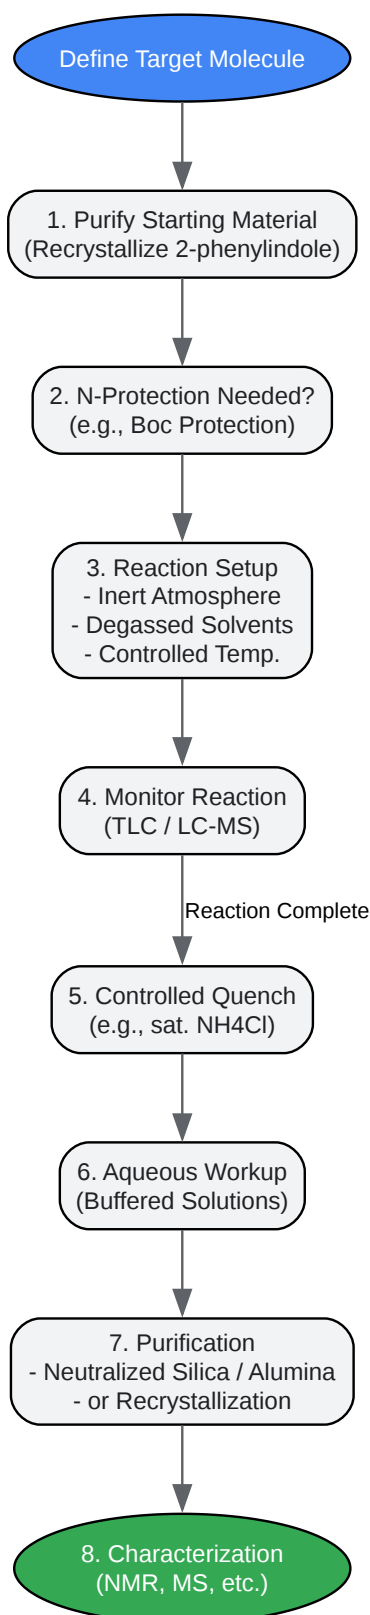 Define Target Molecule
1. Purify Starting Material
(Recrystallize 2-phenylindole)
2. N-Protection Needed?
(e.g., Boc Protection)
3. Reaction Setup
- Inert Atmosphere
- Degassed Solvents
- Controlled Temp.
4. Monitor Reaction
(TLC / LC-MS)
Reaction Complete
5. Controlled Quench
(e.g., sat. NH4Cl)
6. Aqueous Workup
(Buffered Solutions)
7. Purification
- Neutralized Silica / Alumina
- or Recrystallization
8. Characterization
(NMR, MS, etc.)